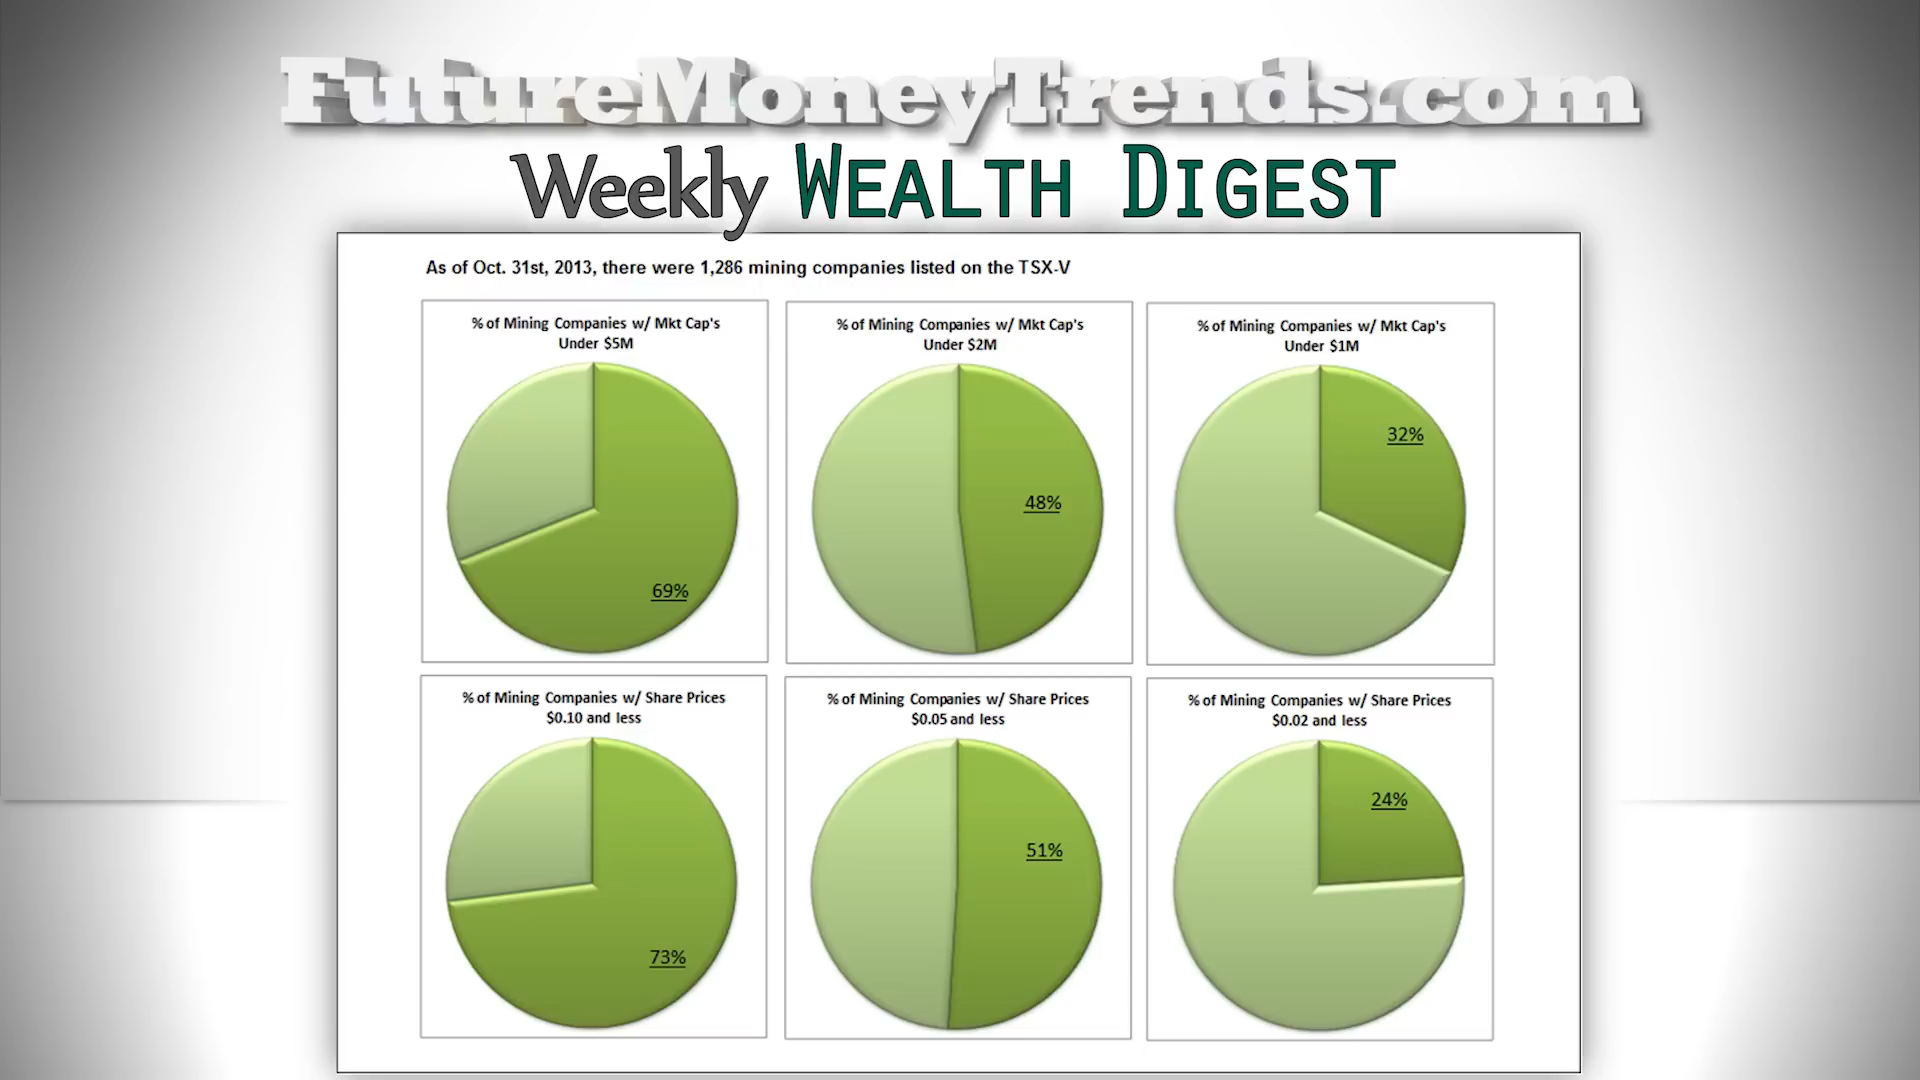 FutureMoneyTrends.com
Weekly WEALTH DIGEST
As of Oct. 31st, 2013, there were 1,286 mining companies listed on the TSX-V
% of Mining Companies w/ Mkt Cap's
Under $5M
69%
% of Mining Companies w/ Mkt Cap's
Under $2M
48%
% of Mining Companies w/ Mkt Cap's
Under $1M
32%
% of Mining Companies w/ Share Prices
$0.10 and less
73%
% of Mining Companies w/ Share Prices
$0.05 and less
51%
% of Mining Companies w/ Share Prices
$0.02 and less
24%